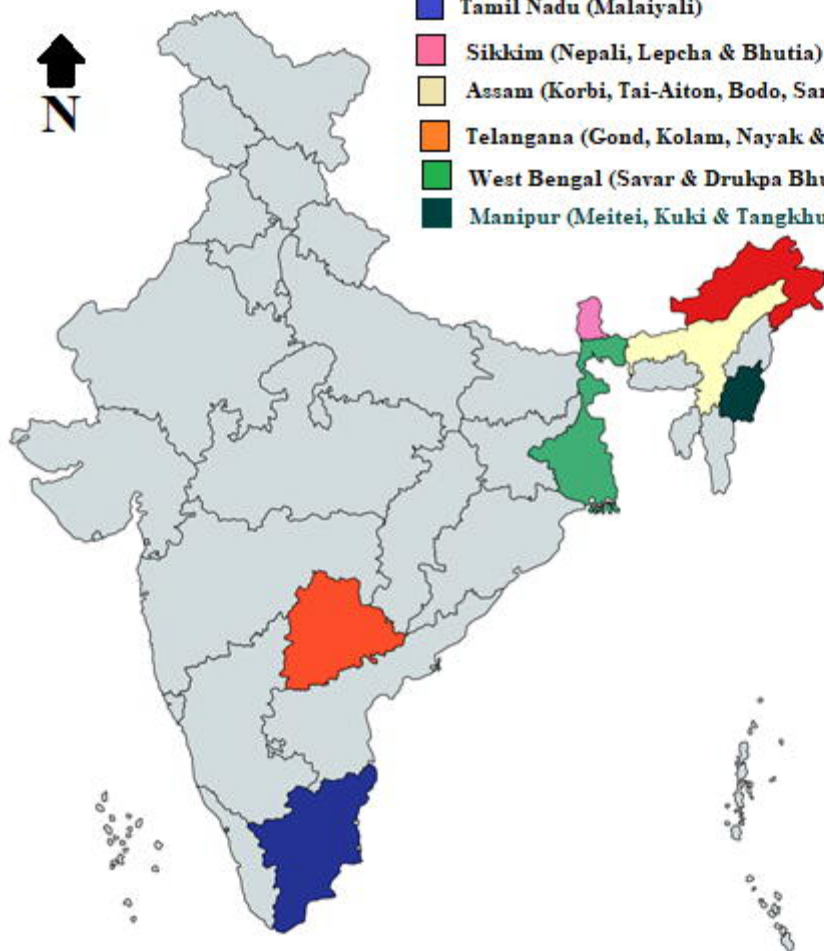 Tamil Nadu (Malaiyali)
Sikkim (Nepali, Lepcha & Bhutia)
Assam (Korbi, Tai-Aiton, Bodo,
Telangana (Gond, Kolam, Nayak &
West Bengal (Savar & Drukpa
Manipur (Meitei, Kuki &
N